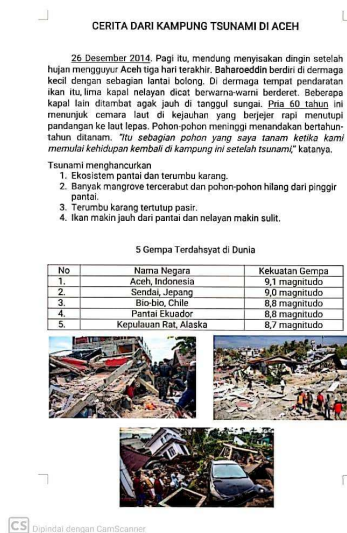 CERITA DARI KAMPUNG TSUNAMI DI ACEH
26 Desember 2014. Pagi itu, mendung menyisakan dingin setelah
hujan mengguyur Aceh tiga hari terakhir. Baharoeddin berdiri di dermaga
kecil dengan sebagian lantai bolong. Di dermaga tempat pendaratan
ikan itu, lima kapal nelayan dicat berwarna-warni berderet. Beberapa
kapal lain ditambat agak jauh di tanggul sungai. Pria 60 tahun ini
menunjuk cemara laut di kejauhan yang berjejer rapi menutupi
pandangan ke laut lepas. Pohon-pohon meninggi menandakan bertahun-
tahun ditanam. "Itu sebagian pohon yang saya tanam ketika kami
memulai kehidupan kembali di kampung ini setelah tsunami," katanya.
Tsunami menghancurkan
1. Ekosistem pantai dan terumbu karang.
2. Banyak mangrove tercerabut dan pohon-pohon hilang dari pinggir
pantai.
3. Terumbu karang tertutup pasir.
4. Ikan makin jauh dari pantai dan nelayan makin sulit.
5 Gempa Terdahsyat di Dunia
No Nama Negara Kekuatan Gempa
1. Aceh, Indonesia 9,1 magnitudo
2. Sendai, Jepang 9,0 magnitudo
3. Bio-bio, Chile 8,8 magnitudo
4. Pantai Ekuador 8,8 magnitudo
5. Kepulauan Rat, Alaska 8,7 magnitudo
CS Dipindai dengan CamScanner